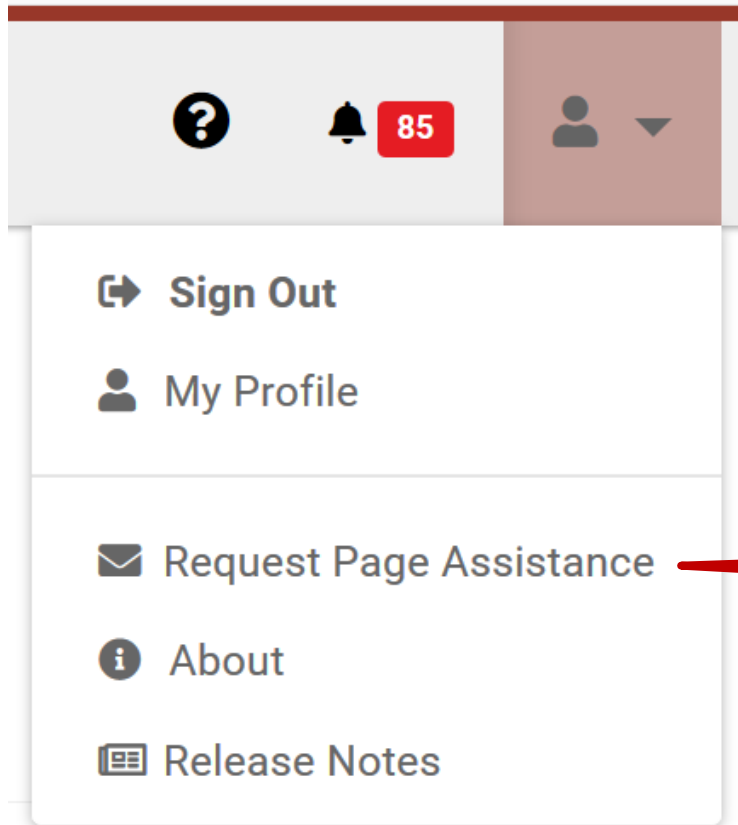 85
Sign Out
My Profile
Request Page Assistance
About
Release Notes